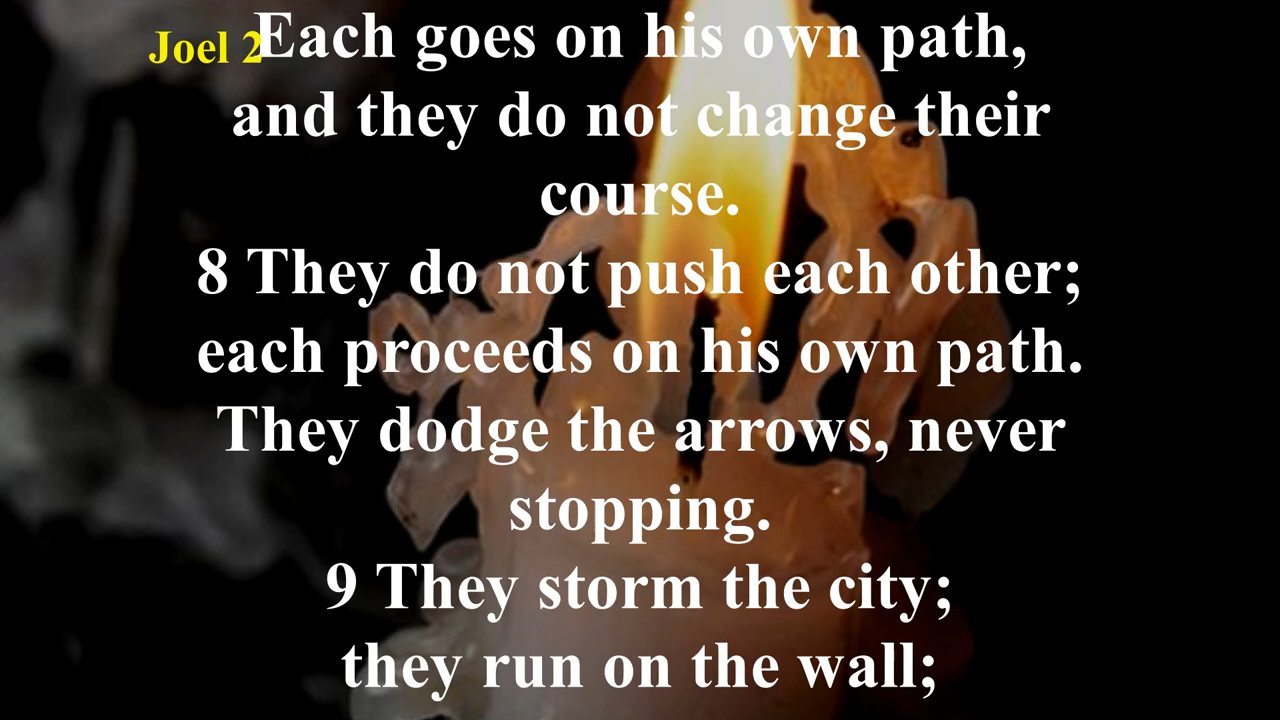 Joel 2
Each goes on his own path,
and they do not change their
course.
8 They do not push each other;
each proceeds on his own path.
They dodge the arrows, never
stopping.
9 They storm the city;
they run on the wall;